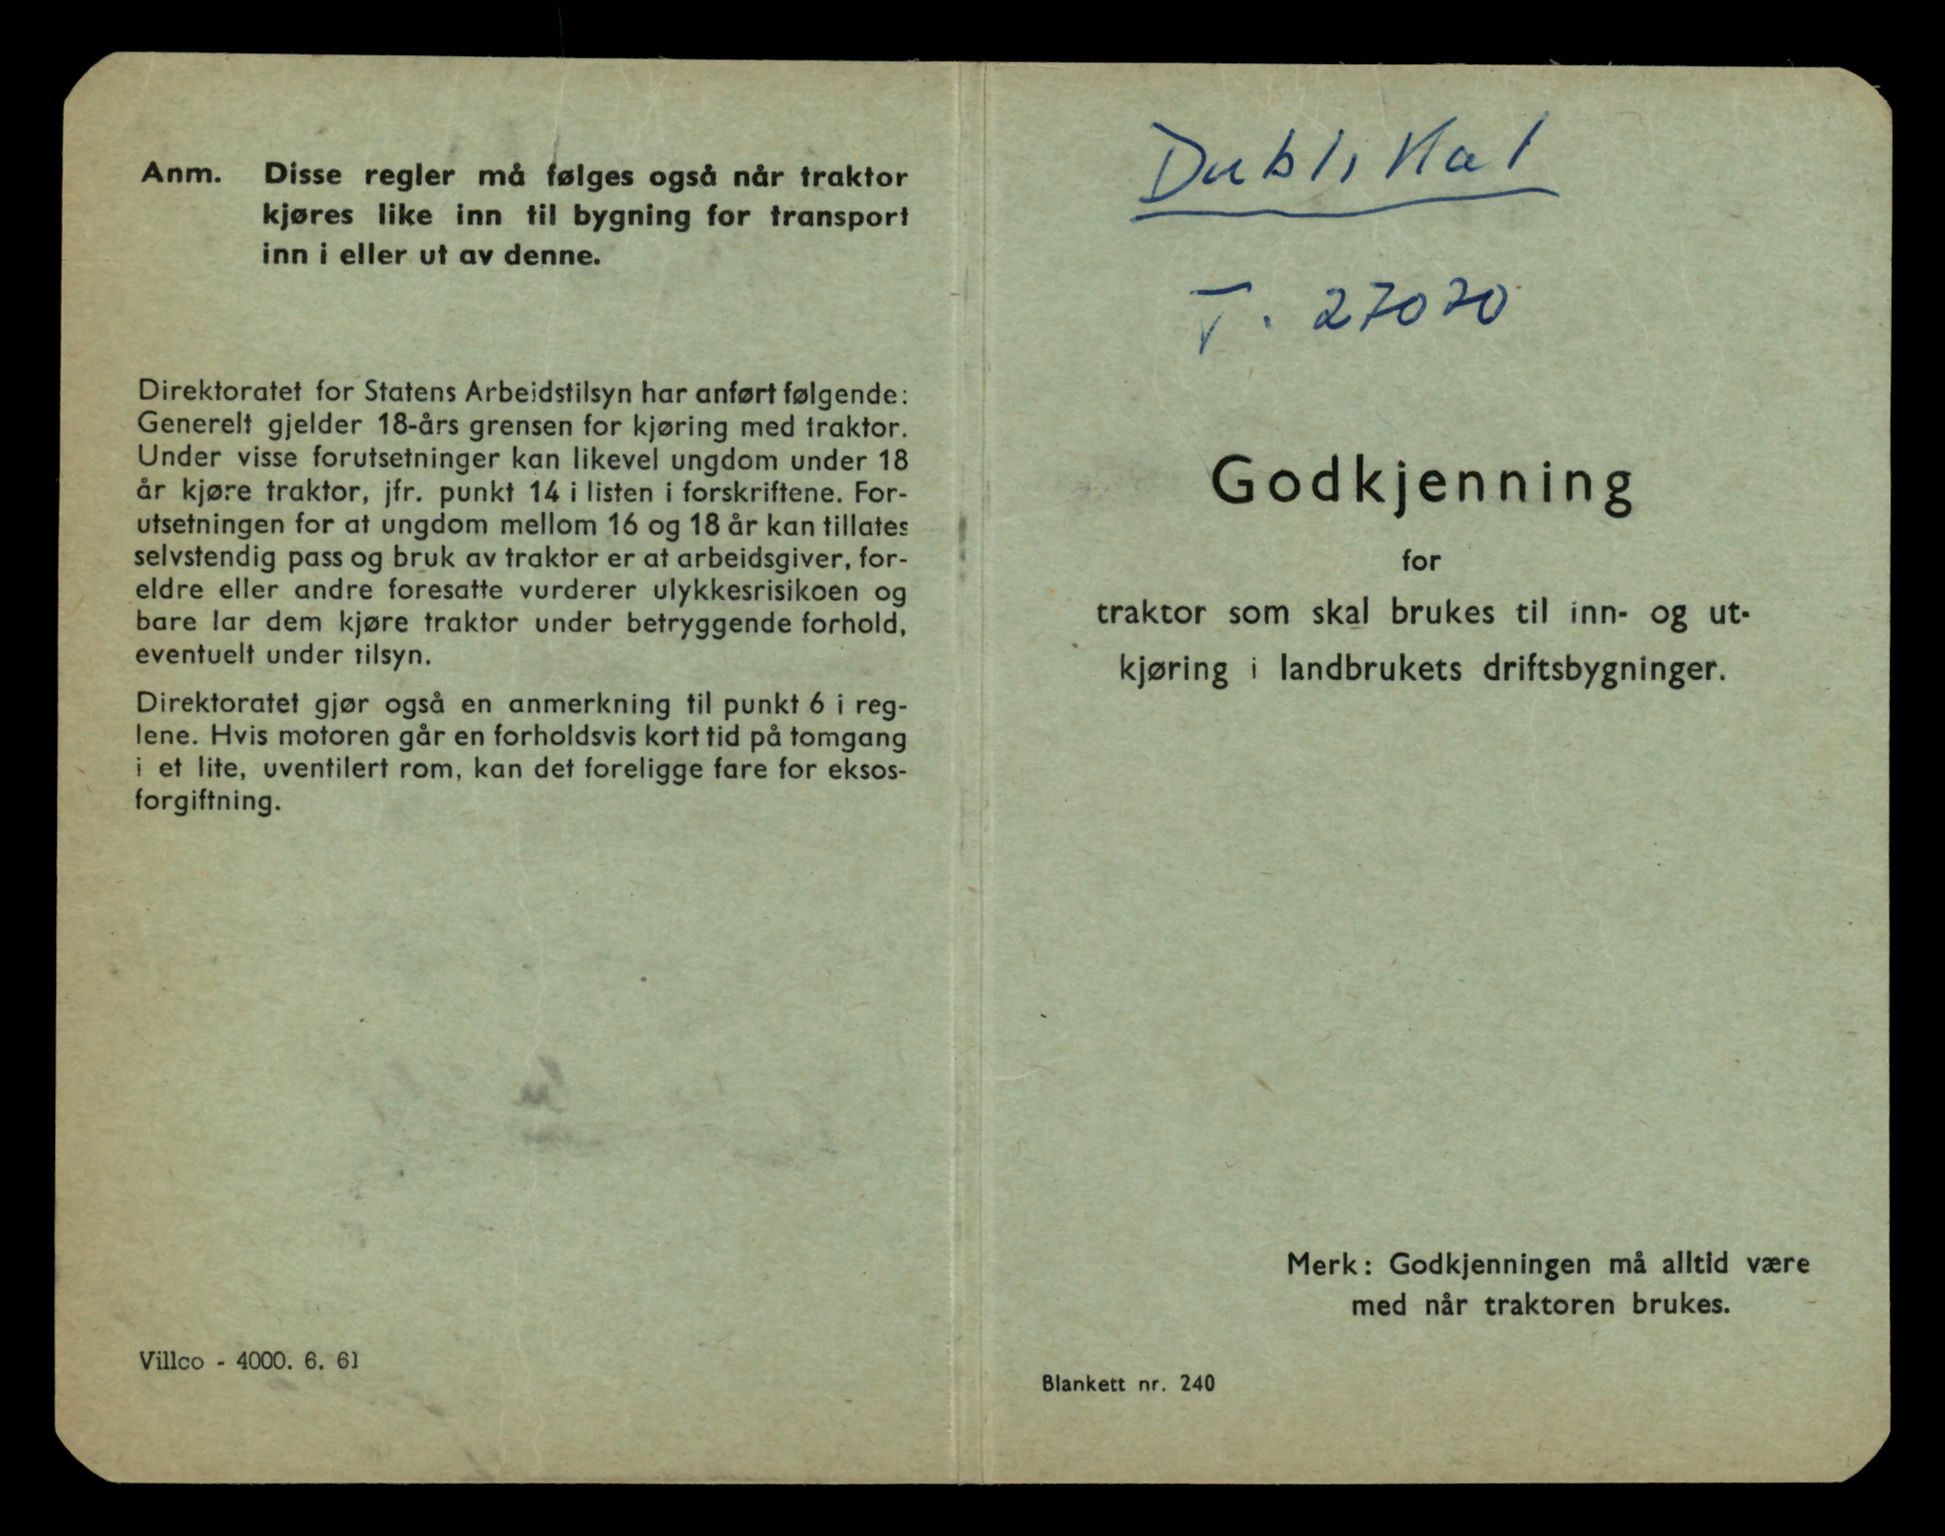 Anm. Disse regler må følges også når traktor
kjøres like inn til bygning for transport
inn i eller ut av denne.
Direktoratet for Statens Arbeidstilsyn har anført følgende:
Generelt gjelder 18-års grensen for kjøring med traktor.
Under visse forutsetninger kan likevel ungdom under 18
år kjøre traktor, jfr. punkt 14 i listen i forskriftene. For-
utsetningen for at ungdom mellom 16 og 18 år kan tillates
selvstendig pass og bruk av traktor er at arbeidsgiver, for-
eldre eller andre foresatte vurderer ulykkesrisikoen og
bare lar dem kjøre traktor under betryggende forhold,
eventuelt under tilsyn.
Direktoratet gjør også en anmerkning til punkt 6 i reg-
lene. Hvis motoren går en forholdsvis kort tid på tomgang
i et lite, uventilert rom, kan det foreligge fare for eksos-
forgiftning.
Villco - 4000. 6. 61
Dublikat
T. 27070
Godkjenning
for
traktor som skal brukes til inn- og ut-
kjøring i landbrukets driftsbygninger.
Merk: Godkjenningen må alltid være
med når traktoren brukes.
Blankett nr. 240